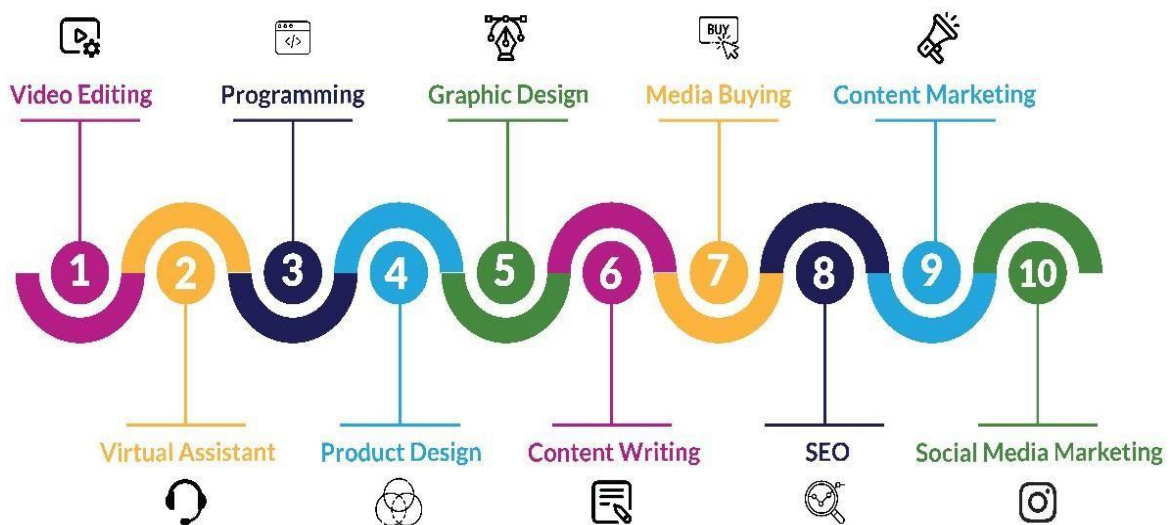 BUY
</>
Video Editing
Programming
Graphic Design
Media Buying
Content Marketing
1
2
3
4
5
6
7
8
9
10
Virtual Assistant
Product Design
Content Writing
SEO
Social Media Marketing